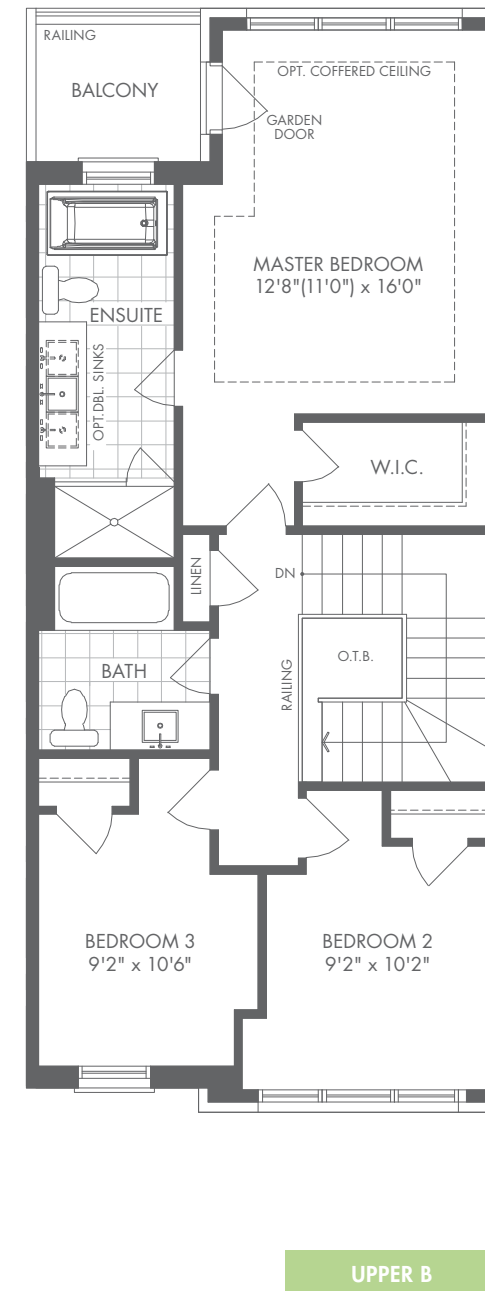 RAILING
BALCONY
OPT. COFFERED CEILING
GARDEN
DOOR
MASTER BEDROOM
12'8"(11'0") x 16'0"
ENSUITE
OPT.DBL. SINKS
W.I.C.
LINEN
DN
O.T.B.
RAILING
BATH
BEDROOM 3
9'2" x 10'6"
BEDROOM 2
9'2" x 10'2"
UPPER B